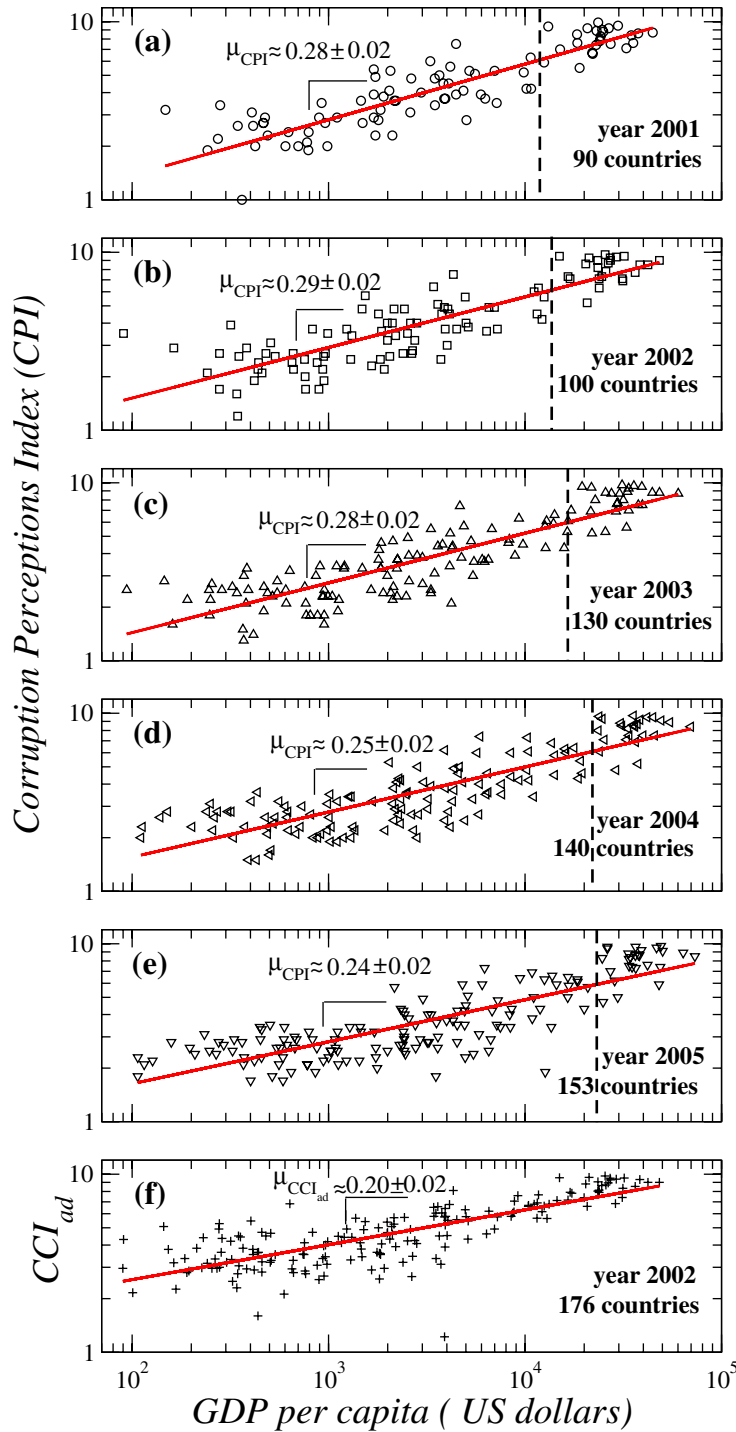 Corruption Perceptions Index (CPI)
10
(a)
μCPI≈0.28±0.02
year 2001
90 countries
1
10
(b)
μCPI≈0.29±0.02
year 2002
100 countries
1
10
(c)
μCPI≈0.28±0.02
year 2003
130 countries
1
10
(d)
μCPI≈0.25±0.02
year 2004
140 countries
1
10
(e)
μCPI≈0.24±0.02
year 2005
153 countries
1
CCI_ad
10
(f)
μCCI_ad≈0.20±0.02
year 2002
176 countries
1
10² 10³ 10⁴ 10⁵
GDP per capita ( US dollars)